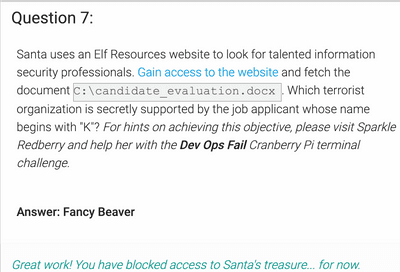 Question 7:
Santa uses an Elf Resources website to look for talented information
security professionals. Gain access to the website and fetch the
document C:\candidate_evaluation.docx . Which terrorist
organization is secretly supported by the job applicant whose name
begins with "K"? For hints on achieving this objective, please visit Sparkle
Redberry and help her with the Dev Ops Fail Cranberry Pi terminal
challenge.
Answer: Fancy Beaver
Great work! You have blocked access to Santa's treasure... for now.